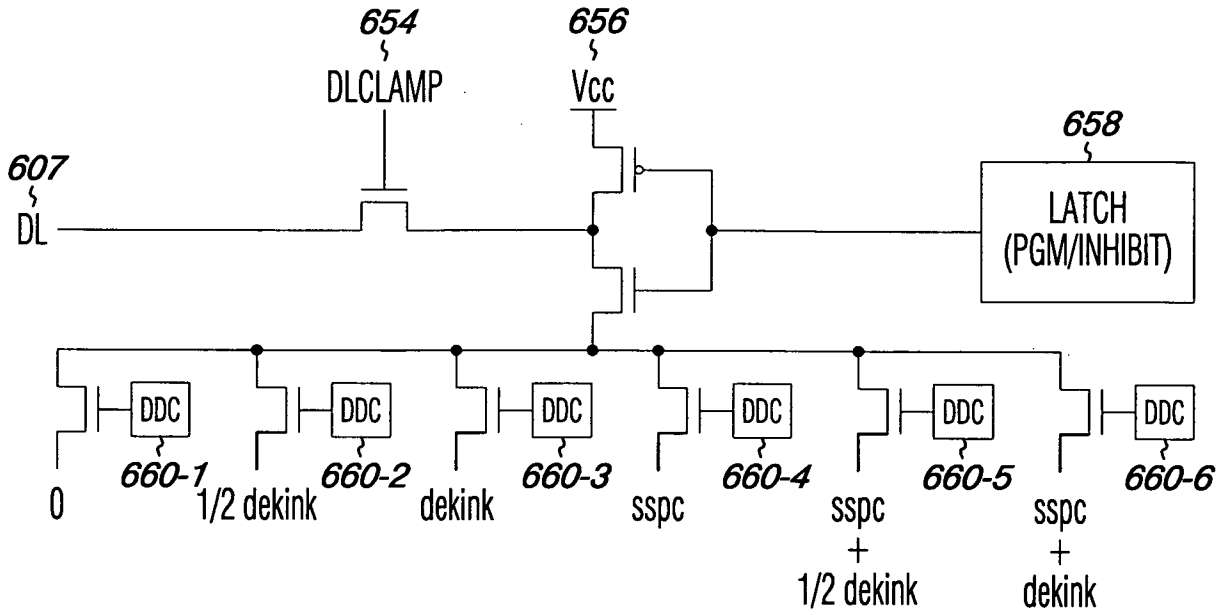 654
656
DLCLAMP
Vcc
658
607
DL
LATCH
(PGM/INHIBIT)
DDC
DDC
DDC
DDC
DDC
DDC
660-1
660-2
660-3
660-4
660-5
660-6
0
1/2 dekink
dekink
sspc
sspc
+
1/2 dekink
sspc
+
dekink